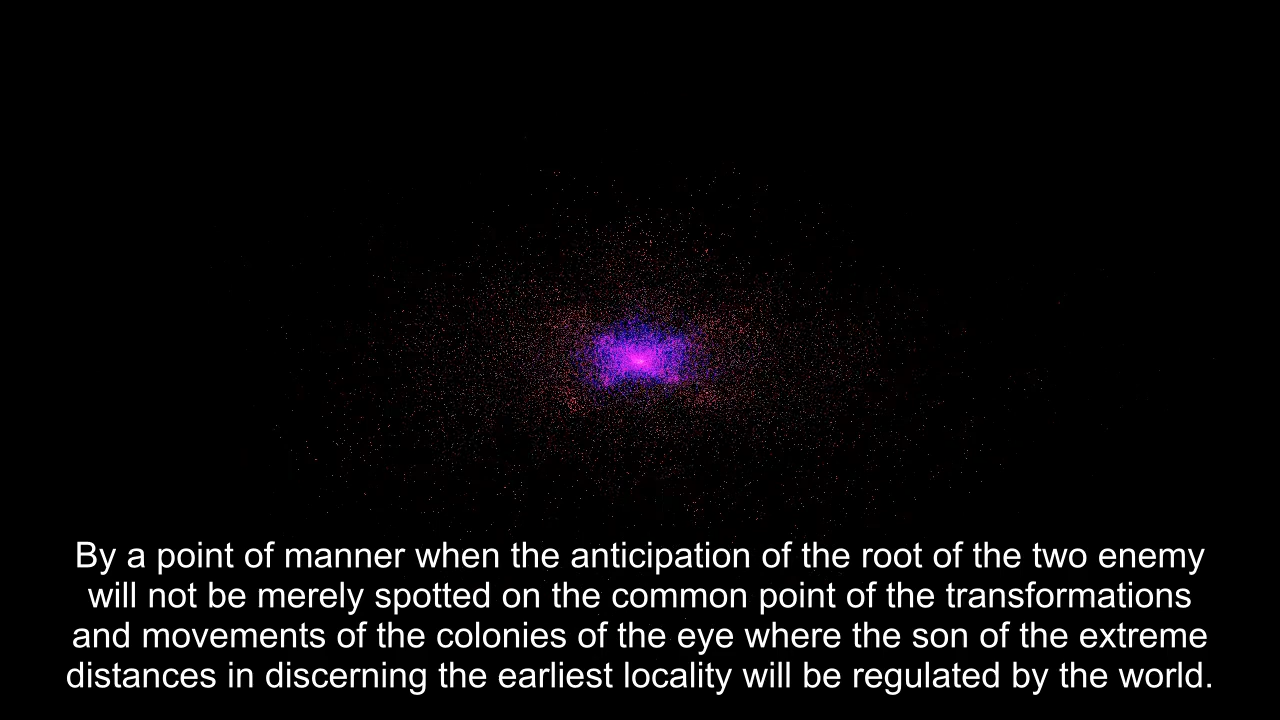 By a point of manner when the anticipation of the root of the two enemy
will not be merely spotted on the common point of the transformations
and movements of the colonies of the eye where the son of the extreme
distances in discerning the earliest locality will be regulated by the world.